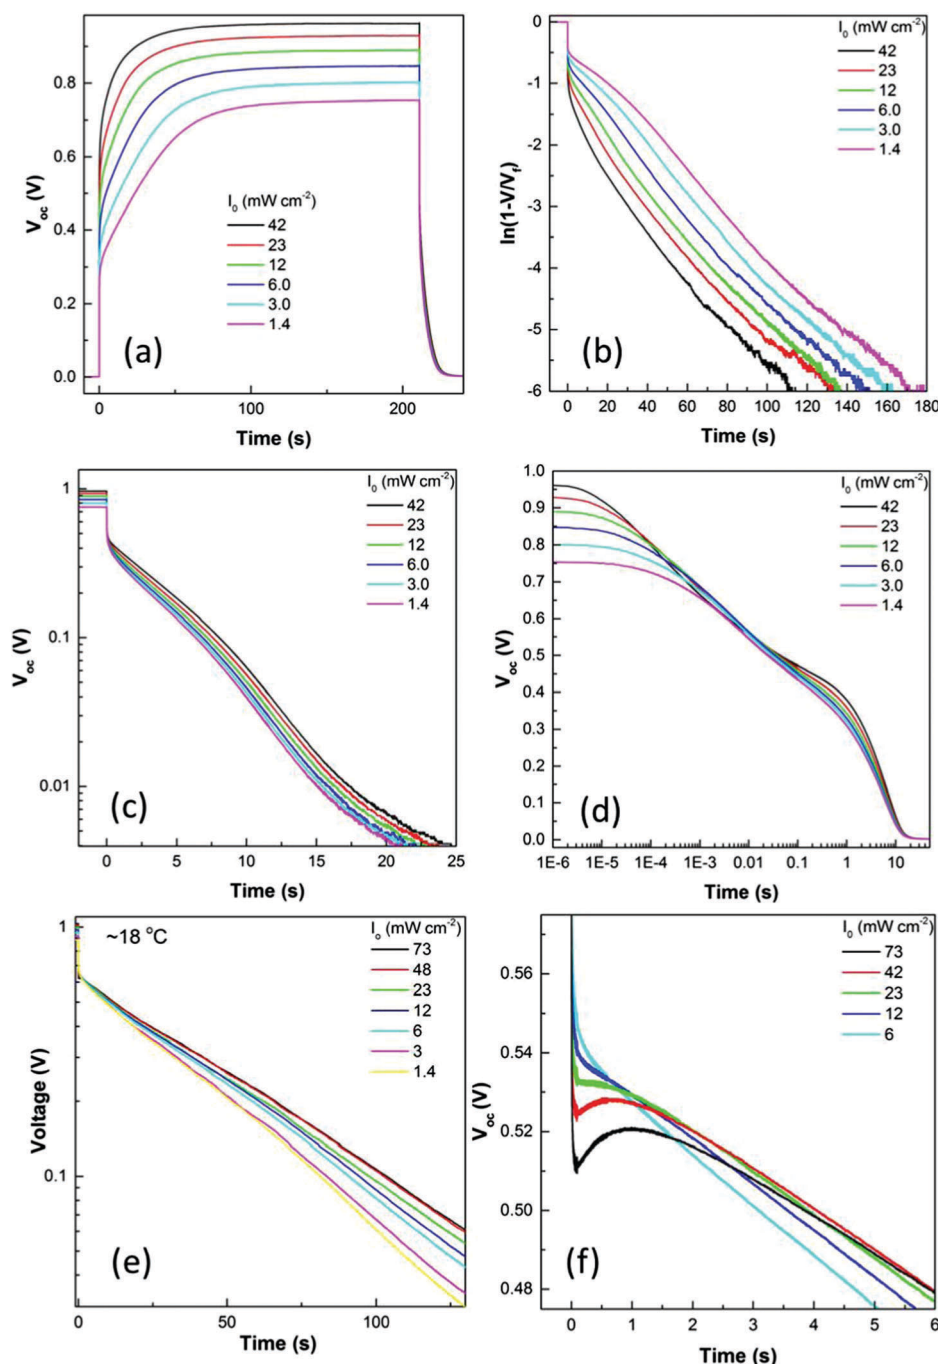 I₀ (mW cm⁻²)
42
23
12
6.0
3.0
1.4
(a)
V_oc (V)
0.0
0.2
0.4
0.6
0.8
0
100
200
Time (s)
I₀ (mW cm⁻²)
42
23
12
6.0
3.0
1.4
(b)
ln(1-V/V_f)
0
-1
-2
-3
-4
-5
-6
0 20 40 60 80 100 120 140 160 180
Time (s)
I₀ (mW cm⁻²)
42
23
12
6.0
3.0
1.4
(c)
V_oc (V)
1
0.1
0.01
0 5 10 15 20 25
Time (s)
I₀ (mW cm⁻²)
42
23
12
6.0
3.0
1.4
(d)
V_oc (V)
1.0
0.9
0.8
0.7
0.6
0.5
0.4
0.3
0.2
0.1
0.0
1E-6 1E-5 1E-4 1E-3 0.01 0.1 1 10
Time (s)
~18 °C
I₀ (mW cm⁻²)
73
48
23
12
6
3
1.4
(e)
Voltage (V)
1
0.1
0 50 100
Time (s)
I₀ (mW cm⁻²)
73
42
23
12
6
(f)
V_oc (V)
0.56
0.54
0.52
0.50
0.48
0 1 2 3 4 5 6
Time (s)